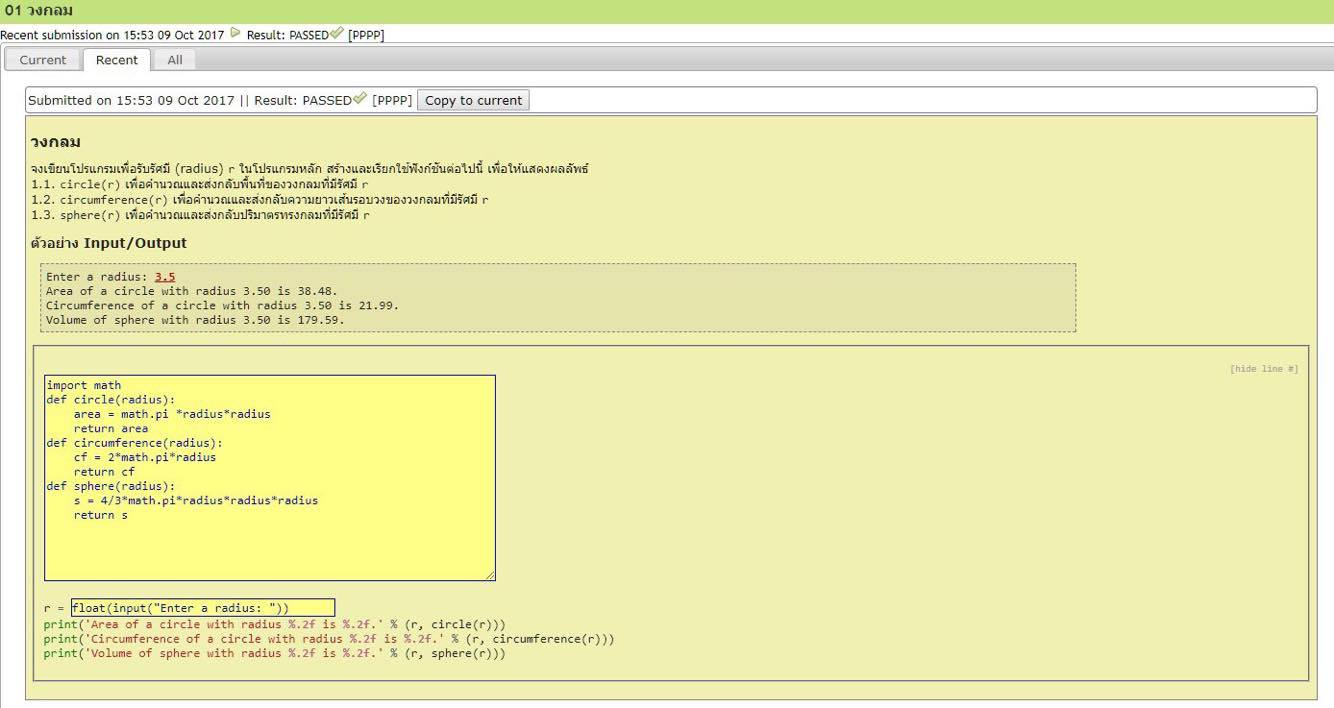 01 วงกลม
Recent submission on 15:53 09 Oct 2017 Result: PASSED [PPPP]
Current Recent All
Submitted on 15:53 09 Oct 2017 || Result: PASSED [PPPP] Copy to current
วงกลม
จงเขียนโปรแกรมเพื่อรับรัศมี (radius) r ในโปรแกรมหลัก สร้างและเรียกใช้ฟังก์ชันต่อไปนี้ เพื่อให้แสดงผลลัพธ์
1.1. circle(r) เพื่อคำนวณและส่งกลับพื้นที่ของวงกลมที่มีรัศมี r
1.2. circumference(r) เพื่อคำนวณและส่งกลับความยาวเส้นรอบวงของวงกลมที่มีรัศมี r
1.3. sphere(r) เพื่อคำนวณและส่งกลับปริมาตรทรงกลมที่มีรัศมี r
ตัวอย่าง Input/Output
Enter a radius: 3.5
Area of a circle with radius 3.50 is 38.48.
Circumference of a circle with radius 3.50 is 21.99.
Volume of sphere with radius 3.50 is 179.59.
[hide line #]
import math
def circle(radius):
    area = math.pi *radius*radius
    return area
def circumference(radius):
    cf = 2*math.pi*radius
    return cf
def sphere(radius):
    s = 4/3*math.pi*radius*radius*radius
    return s
r = float(input("Enter a radius: "))
print('Area of a circle with radius %.2f is %.2f.' % (r, circle(r)))
print('Circumference of a circle with radius %.2f is %.2f.' % (r, circumference(r)))
print('Volume of sphere with radius %.2f is %.2f.' % (r, sphere(r)))